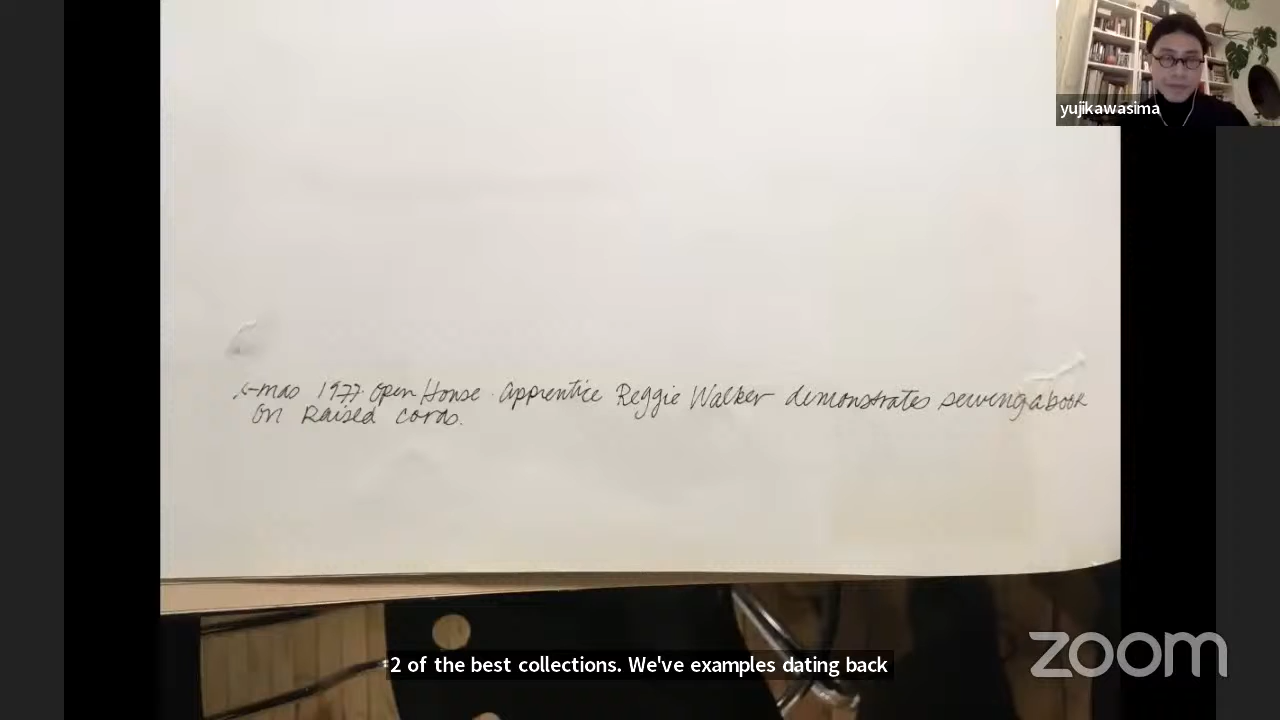 yujikawasima
X-mas 1977. Open House. Apprentice Reggie Walker demonstrates sewing a book
on Raised cords.
2 of the best collections. We've examples dating back
zoom